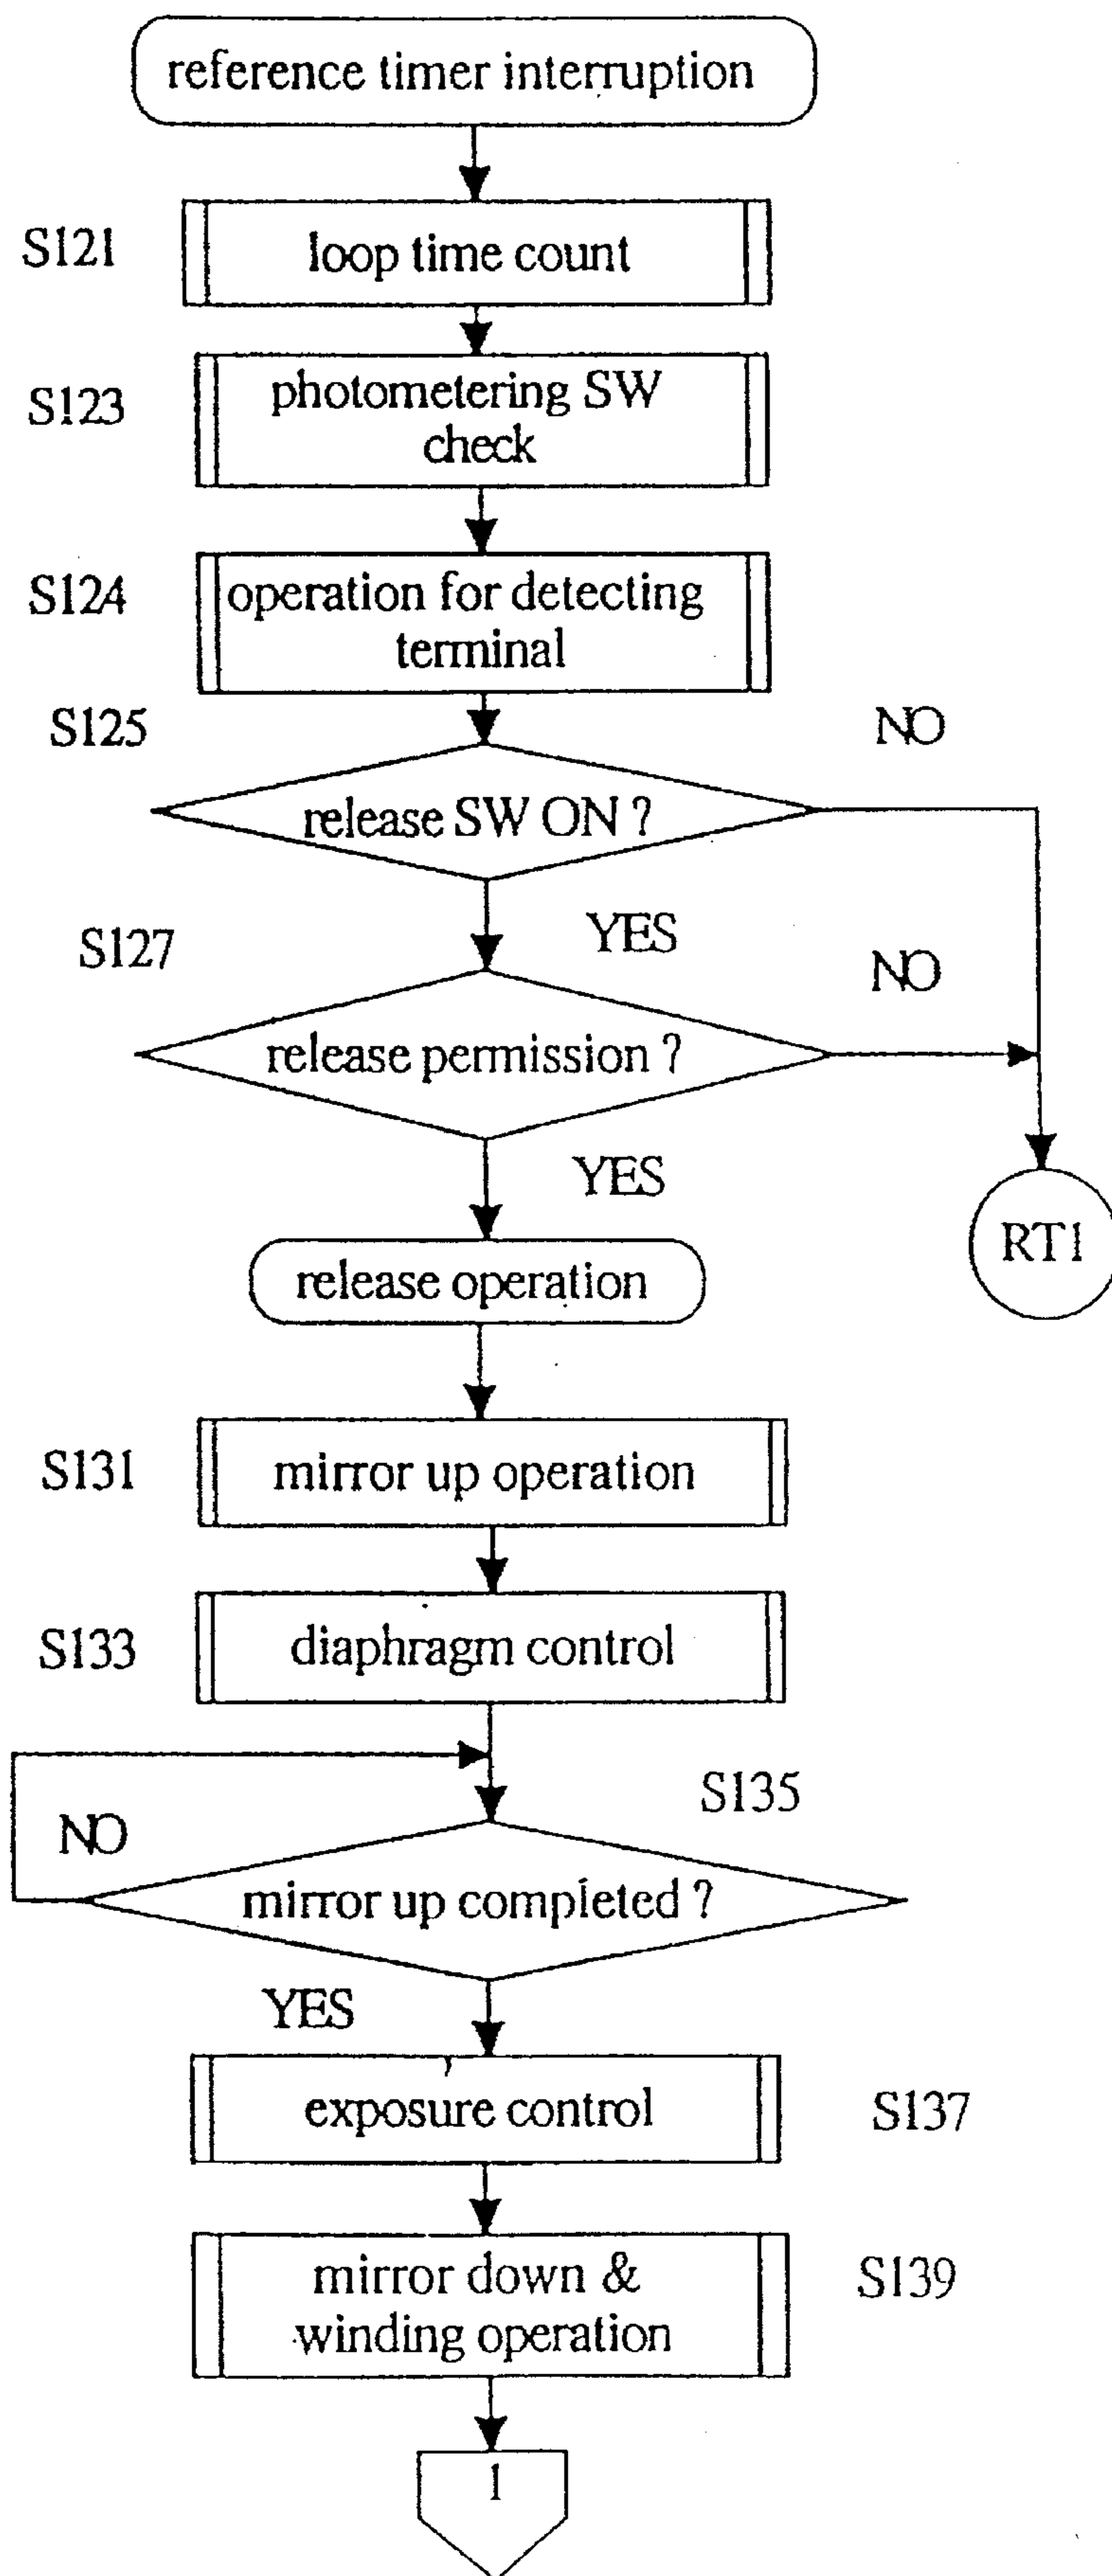 reference timer interruption
S121
loop time count
S123
photometering SW
check
S124
operation for detecting
terminal
S125
NO
release SW ON ?
YES
S127
NO
release permission ?
YES
RT1
release operation
S131
mirror up operation
S133
diaphragm control
S135
NO
mirror up completed ?
YES
exposure control
S137
mirror down &
winding operation
S139
1